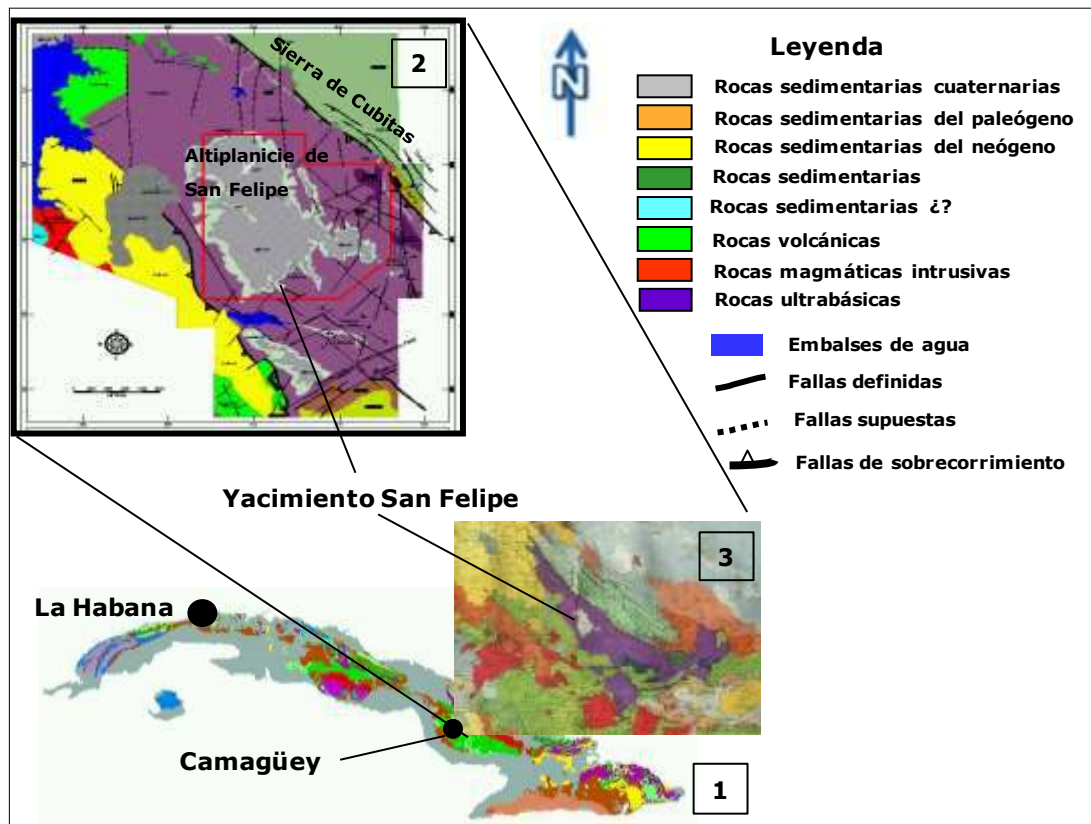 2
Sierra de Cubitas
Altiplanicie de
San Felipe
N
Leyenda
Rocas sedimentarias cuaternarias
Rocas sedimentarias del paleógeno
Rocas sedimentarias del neógeno
Rocas sedimentarias
Rocas sedimentarias ¿?
Rocas volcánicas
Rocas magmáticas intrusivas
Rocas ultrabásicas
Embalses de agua
Fallas definidas
Fallas supuestas
Fallas de sobrecorrimiento
Yacimiento San Felipe
3
La Habana
Camagüey
1